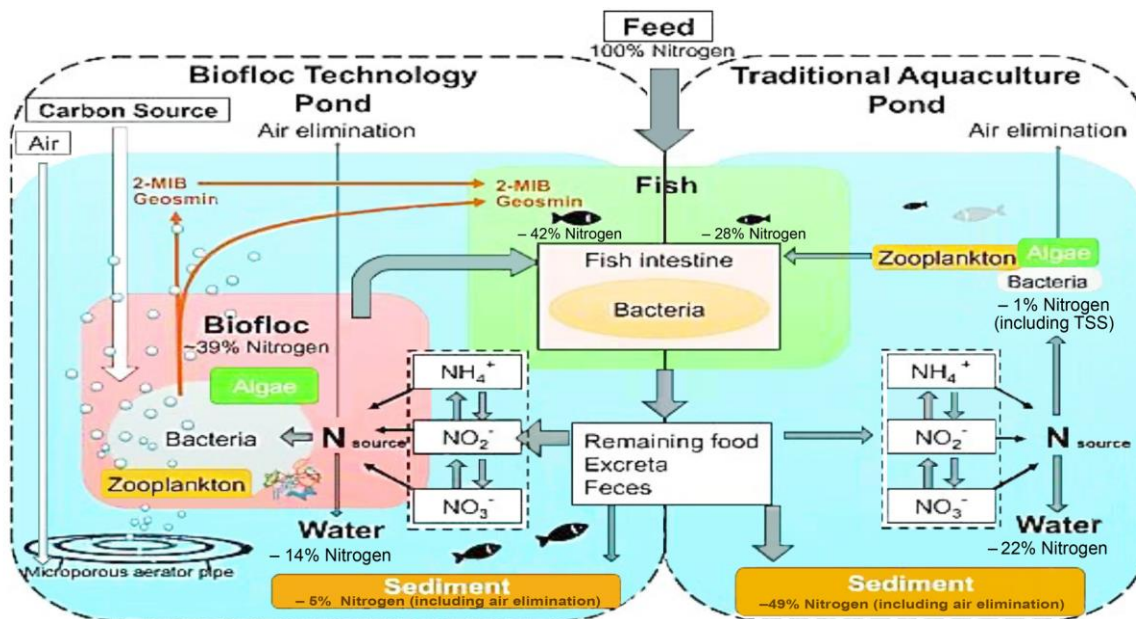 Feed
100% Nitrogen
Biofloc Technology
Pond
Traditional Aquaculture
Pond
Carbon Source
Air
Air elimination
Air elimination
2-MIB
Geosmin
2-MIB
Geosmin
Fish
– 42% Nitrogen
– 28% Nitrogen
Fish intestine
Bacteria
Zooplankton
Algae
Bacteria
– 1% Nitrogen
(including TSS)
Biofloc
~39% Nitrogen
Algae
Bacteria
Zooplankton
N source
NH₄⁺
NO₂⁻
NO₃⁻
Remaining food
Excreta
Feces
NH₄⁺
NO₂⁻
NO₃⁻
N source
Water
– 14% Nitrogen
Water
– 22% Nitrogen
Microporous aerator pipe
Sediment
– 5% Nitrogen (including air elimination)
Sediment
–49% Nitrogen (including air elimination)